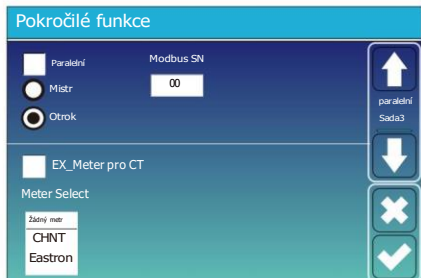 Pokročilé funkce
Paralelní
Modbus SN
Mistr
00
Otrok
paralelní
Sada3
EX_Meter pro CT
Meter Select
Žádný metr
CHNT
Eastron